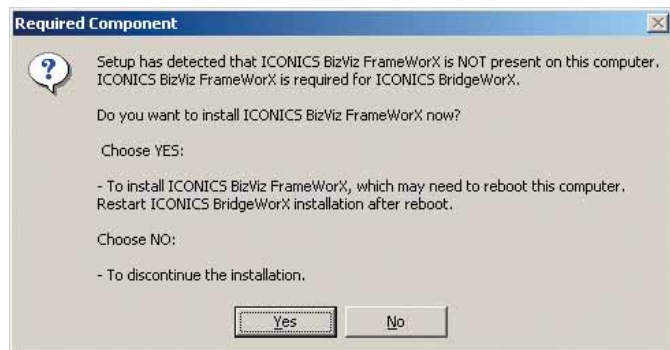 Required Component
Setup has detected that ICONICS BizViz FrameWorX is NOT present on this computer.
ICONICS BizViz FrameWorX is required for ICONICS BridgeWorX.
Do you want to install ICONICS BizViz FrameWorX now?
Choose YES:
- To install ICONICS BizViz FrameWorX, which may need to reboot this computer.
Restart ICONICS BridgeWorX installation after reboot.
Choose NO:
- To discontinue the installation.
Yes No